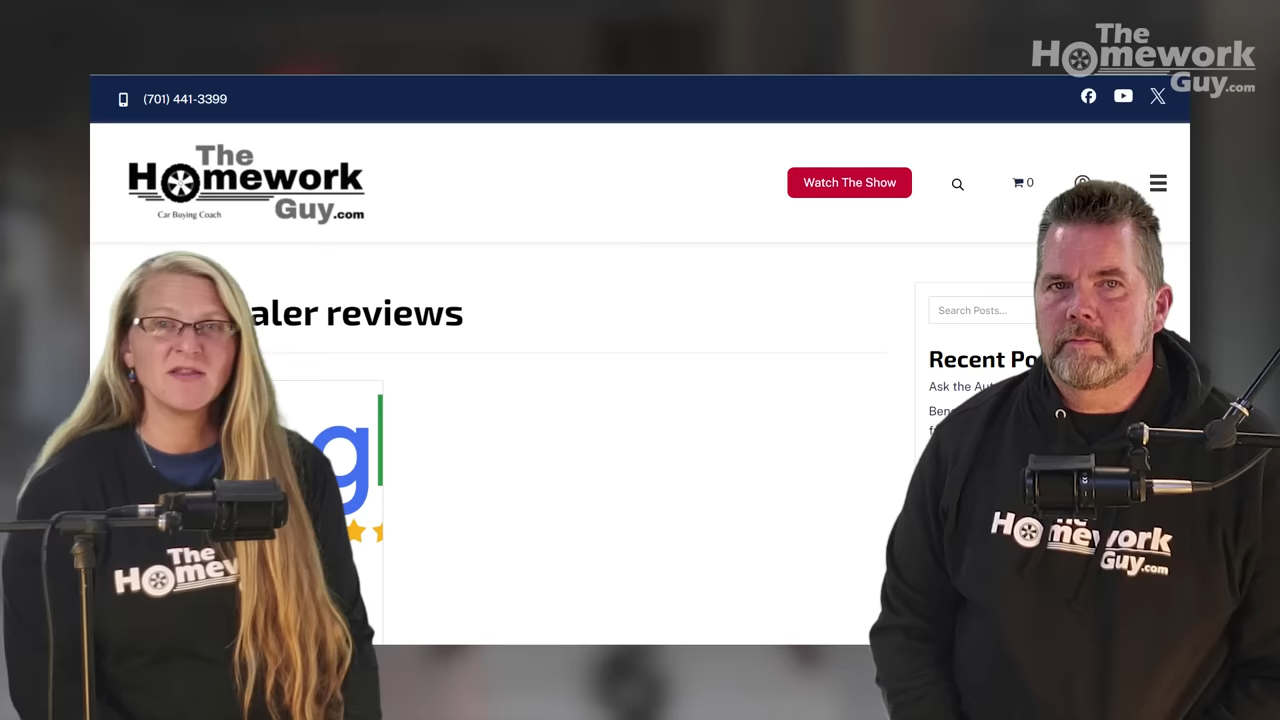 The
Homework
Guy.com
(701) 441-3399
The
Homework
Guy.com
Car Buying Coach
Watch The Show
0
aler reviews
Search Posts...
Recent Po
Ask the Au
Ben
g
The
Homew
The
Homework
Guy.com